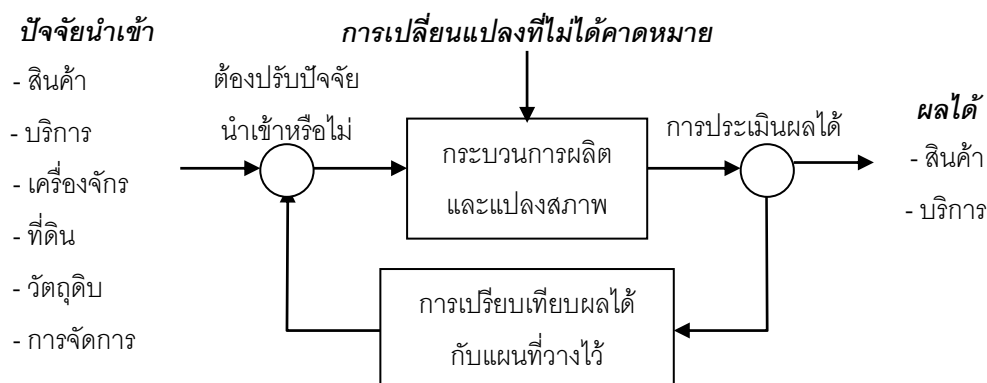 ปัจจัยนำเข้า
- สินค้า
- บริการ
- เครื่องจักร
- ที่ดิน
- วัตถุดิบ
- การจัดการ
การเปลี่ยนแปลงที่ไม่ได้คาดหมาย
ต้องปรับปัจจัย
นำเข้าหรือไม่
กระบวนการผลิต
และแปลงสภาพ
การประเมินผลได้
ผลได้
- สินค้า
- บริการ
การเปรียบเทียบผลได้
กับแผนที่วางไว้